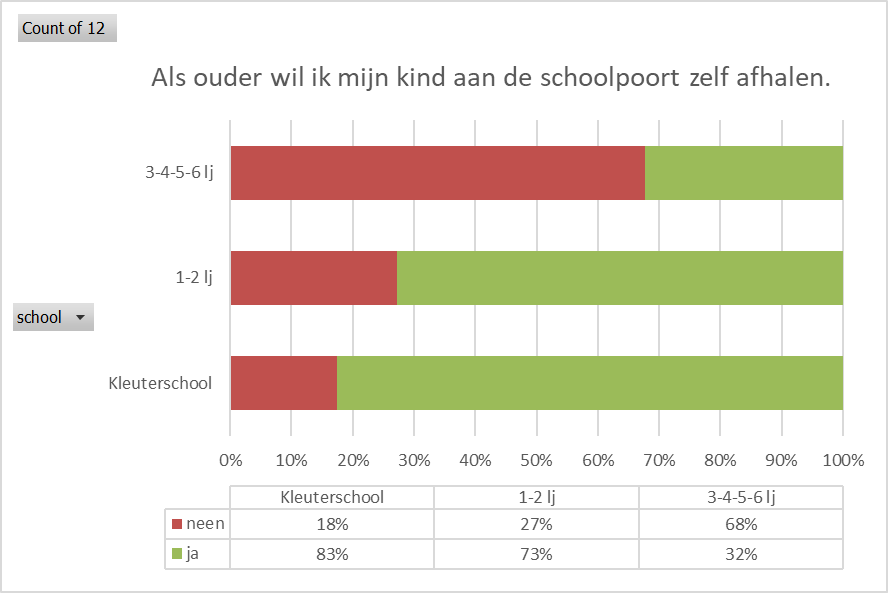 Count of 12
Als ouder wil ik mijn kind aan de schoolpoort zelf afhalen.
3-4-5-6 lj
1-2 lj
school
Kleuterschool
0% 10% 20% 30% 40% 50% 60% 70% 80% 90% 100%
Kleuterschool 1-2 lj 3-4-5-6 lj
neen 18% 27% 68%
ja 83% 73% 32%